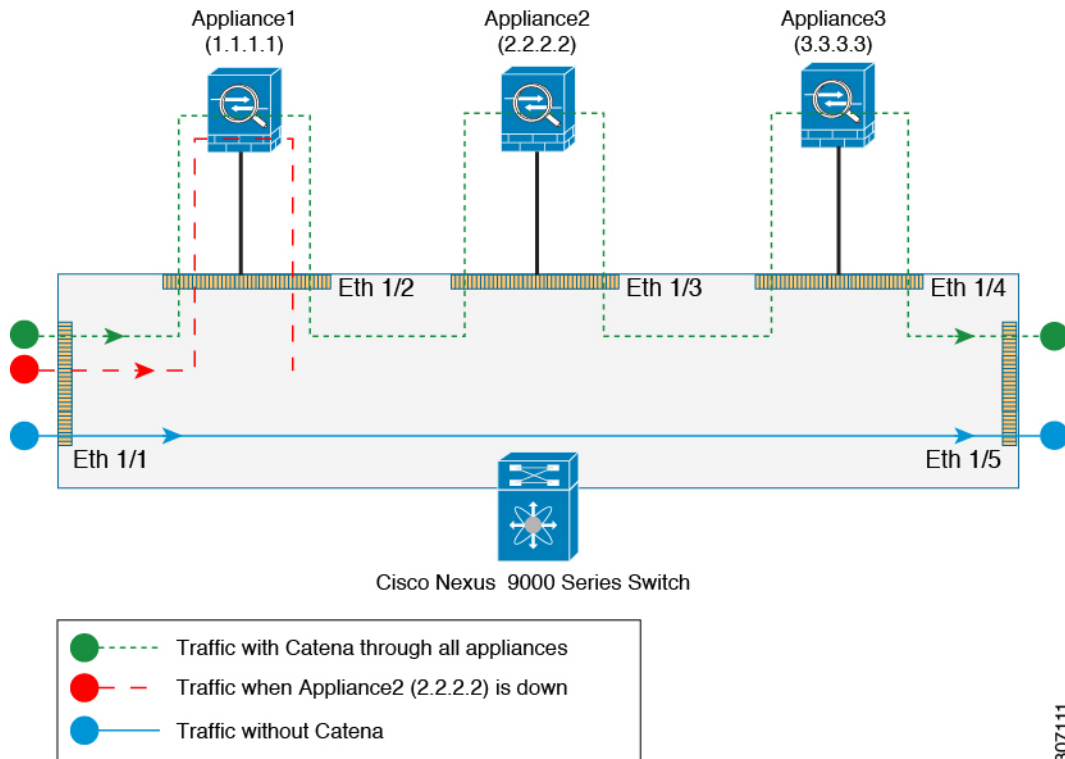 Appliance1
(1.1.1.1)
Appliance2
(2.2.2.2)
Appliance3
(3.3.3.3)
Eth 1/2
Eth 1/3
Eth 1/4
Eth 1/1
Eth 1/5
Cisco Nexus 9000 Series Switch
Traffic with Catena through all appliances
Traffic when Appliance2 (2.2.2.2) is down
Traffic without Catena
307111